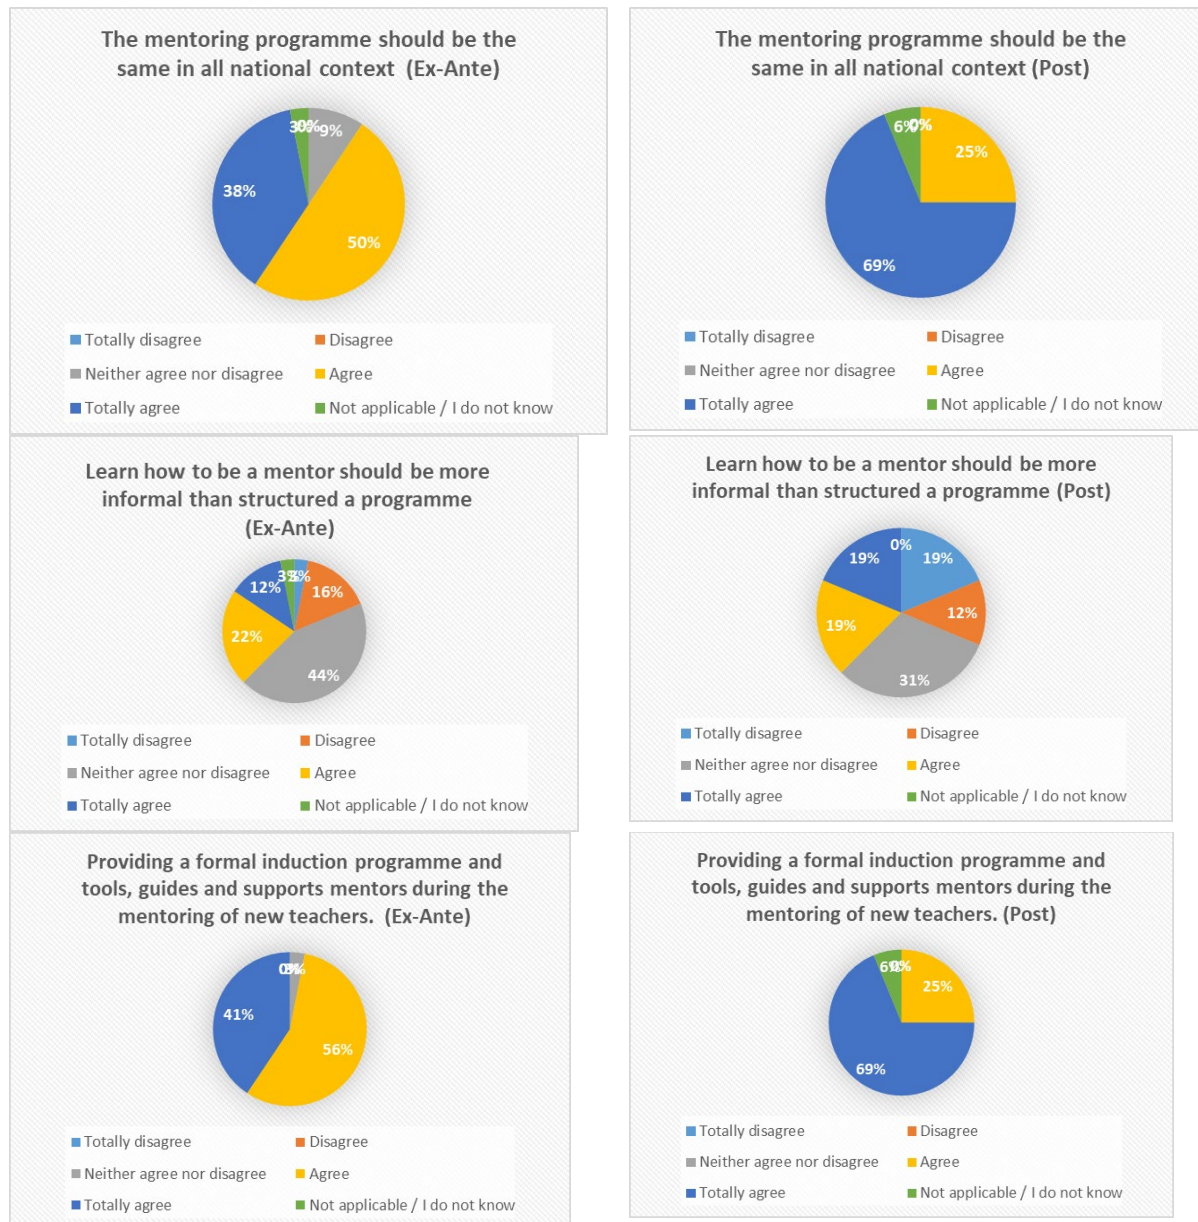 The mentoring programme should be the
same in all national context  (Ex-Ante)
3%
0%
9%
38%
50%
Totally disagree
Disagree
Neither agree nor disagree
Agree
Totally agree
Not applicable / I do not know
The mentoring programme should be the
same in all national context (Post)
6%
0%
25%
69%
Totally disagree
Disagree
Neither agree nor disagree
Agree
Totally agree
Not applicable / I do not know
Learn how to be a mentor should be more
informal than structured a programme
(Ex-Ante)
3%
3%
12%
16%
22%
44%
Totally disagree
Disagree
Neither agree nor disagree
Agree
Totally agree
Not applicable / I do not know
Learn how to be a mentor should be more
informal than structured a programme (Post)
0%
19%
19%
12%
19%
31%
Totally disagree
Disagree
Neither agree nor disagree
Agree
Totally agree
Not applicable / I do not know
Providing a formal induction programme and
tools, guides and supports mentors during the
mentoring of new teachers.  (Ex-Ante)
0%
3%
41%
56%
Totally disagree
Disagree
Neither agree nor disagree
Agree
Totally agree
Not applicable / I do not know
Providing a formal induction programme and
tools, guides and supports mentors during the
mentoring of new teachers. (Post)
6%
0%
25%
69%
Totally disagree
Disagree
Neither agree nor disagree
Agree
Totally agree
Not applicable / I do not know